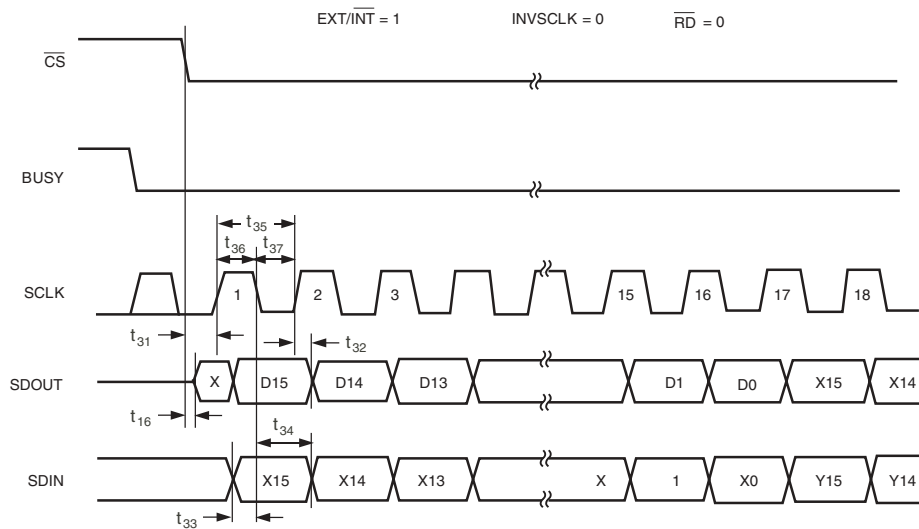 EXT/INT = 1 INVSCLK = 0 RD = 0
CS
BUSY
t35
t36 t37
SCLK 1 2 3 15 16 17 18
t31
t32
SDOUT X D15 D14 D13 D1 D0 X15 X14
t16
t34
SDIN X15 X14 X13 X 1 X0 Y15 Y14
t33